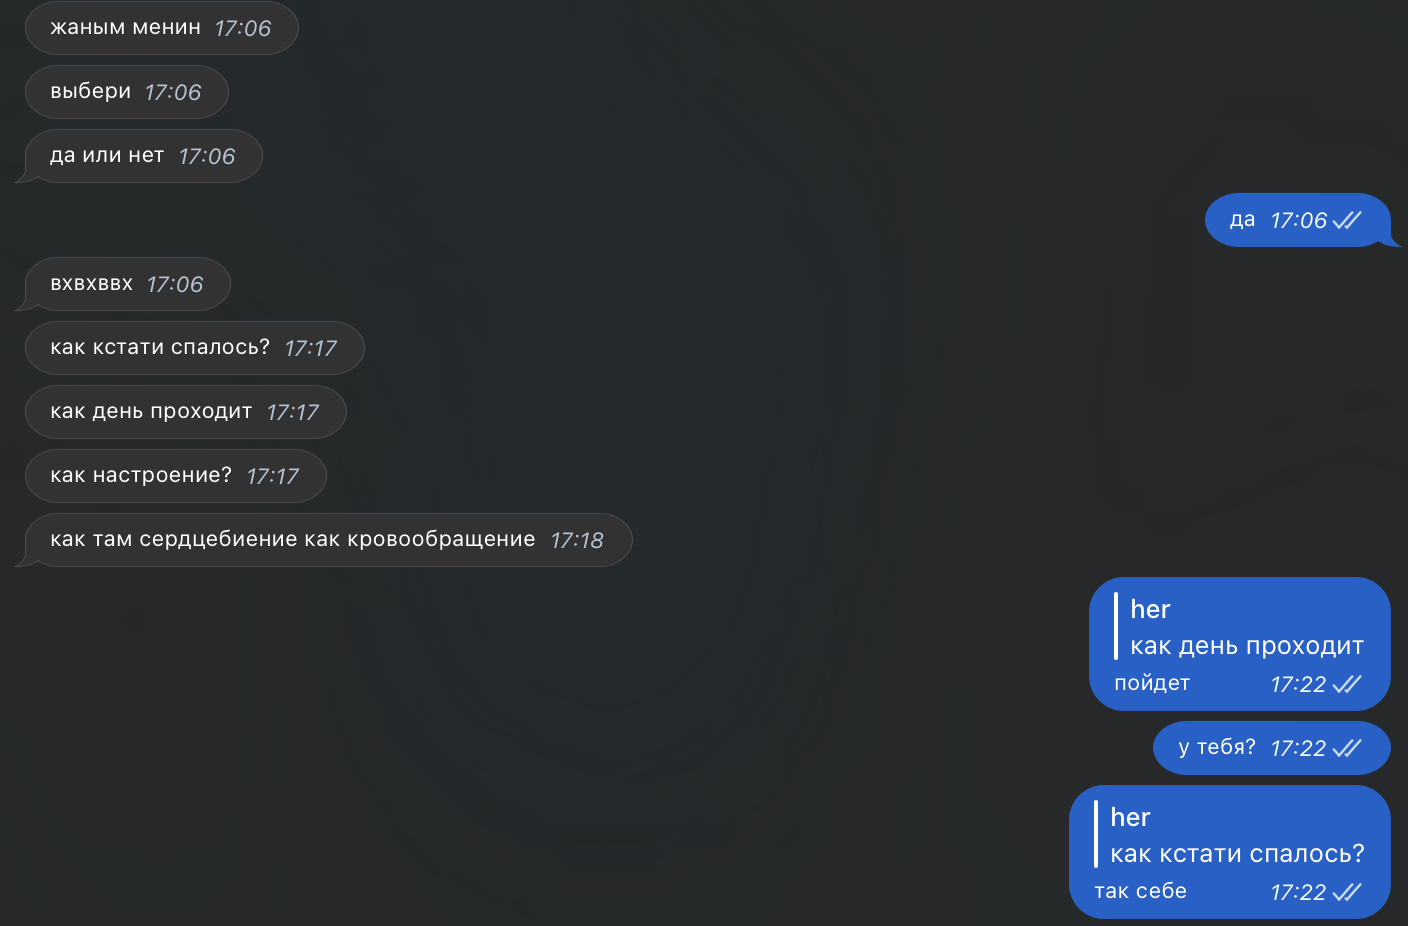 жаным менин 17:06
выбери 17:06
да или нет 17:06
да 17:06
вхвхввх 17:06
как кстати спалось? 17:17
как день проходит 17:17
как настроение? 17:17
как там сердцебиение как кровообращение 17:18
her
как день проходит
пойдет 17:22
у тебя? 17:22
her
как кстати спалось?
так себе 17:22